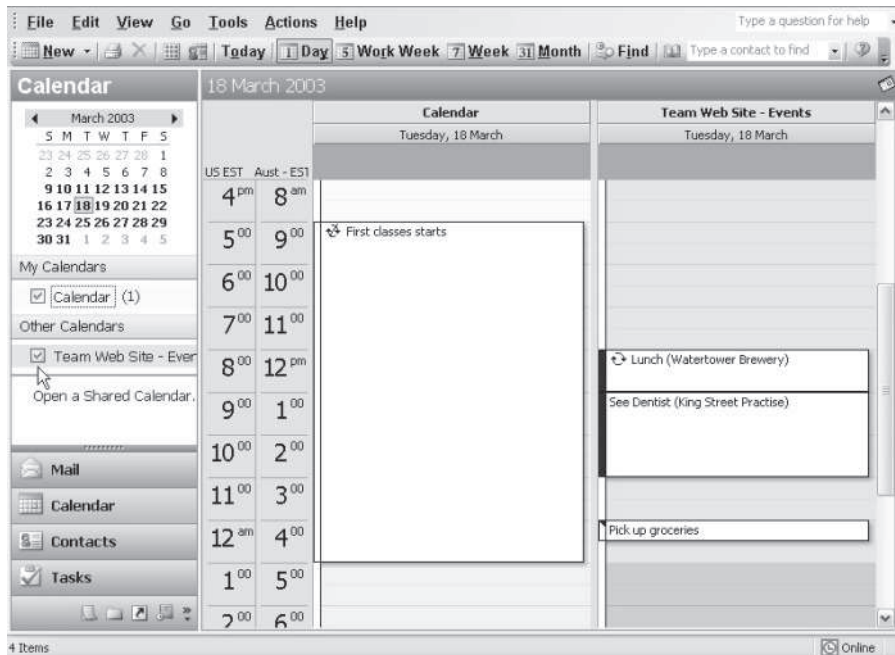 File Edit View Go Tools Actions Help Type a question for help
New Today 1 Day 5 Work Week 7 Week 31 Month Find Type a contact to find
Calendar 18 March 2003
March 2003
S M T W T F S
23 24 25 26 27 28 1
2 3 4 5 6 7 8
9 10 11 12 13 14 15
16 17 18 19 20 21 22
23 24 25 26 27 28 29
30 31 1 2 3 4 5
My Calendars
Calendar (1)
Other Calendars
Team Web Site - Ever
Open a Shared Calendar.
Mail
Calendar
Contacts
Tasks
Calendar Team Web Site - Events
Tuesday, 18 March Tuesday, 18 March
US EST Aust - EST
4 pm 8 am
5 00 9 00 First classes starts
6 00 10 00
7 00 11 00
8 00 12 pm Lunch (Watertower Brewery)
9 00 1 00 See Dentist (King Street Practise)
10 00 2 00
11 00 3 00
12 am 4 00 Pick up groceries
1 00 5 00
2 00 6 00
4 Items Online